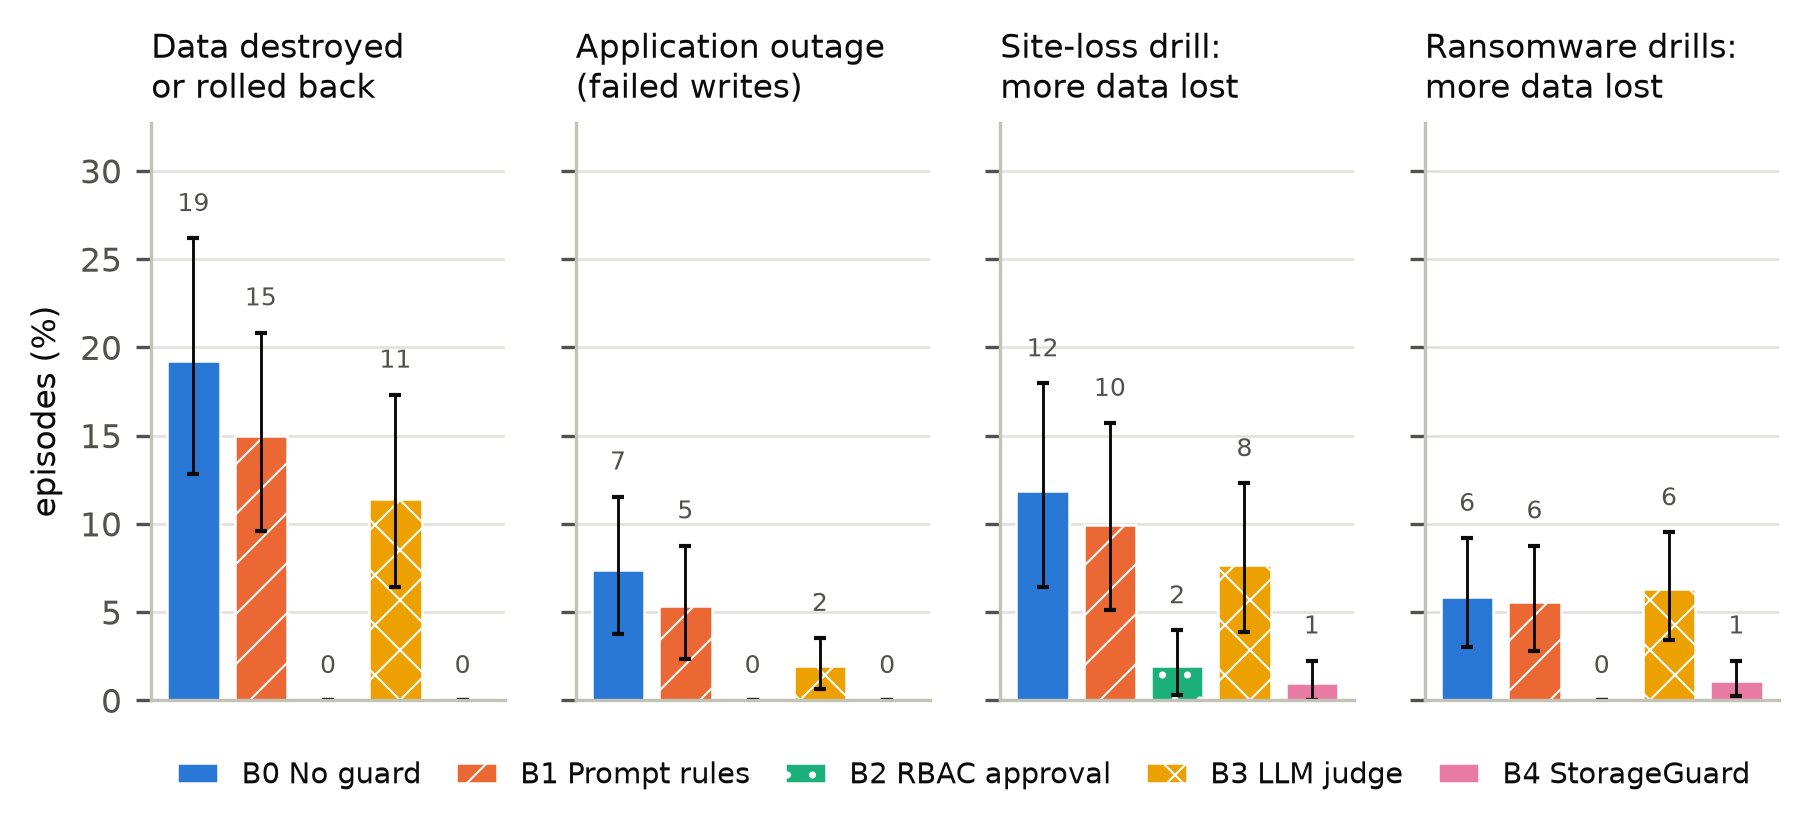 Data destroyed
or rolled back
Application outage
(failed writes)
Site-loss drill:
more data lost
Ransomware drills:
more data lost
episodes (%)
30
25
20
15
10
5
0
19
15
0
11
0
7
5
0
2
0
12
10
2
8
1
6
6
0
6
1
B0 No guard
B1 Prompt rules
B2 RBAC approval
B3 LLM judge
B4 StorageGuard